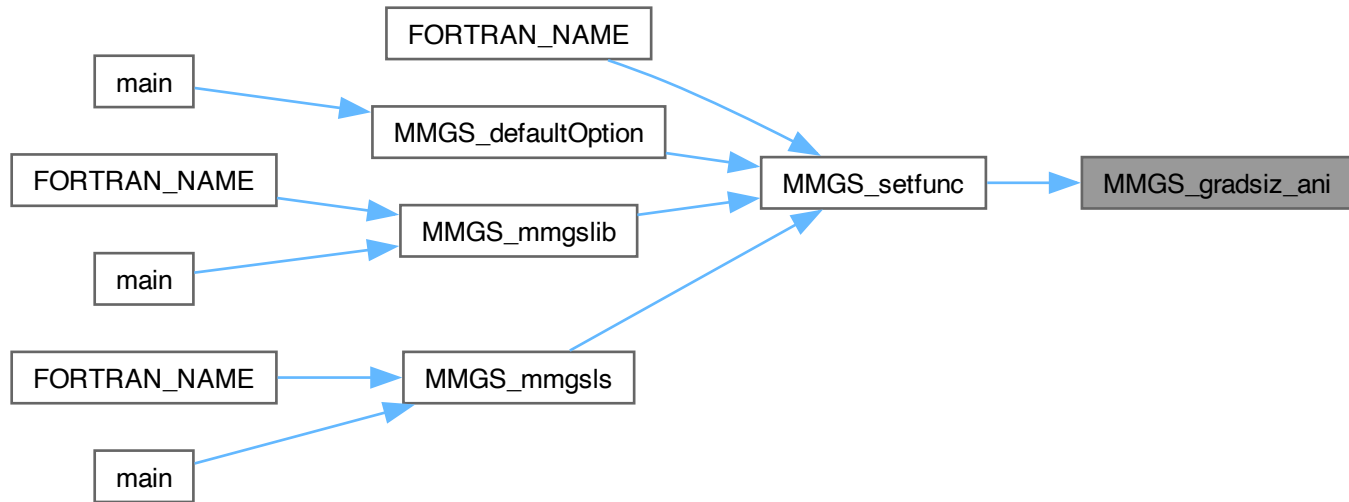 FORTRAN_NAME
main
MMGS_defaultOption
FORTRAN_NAME
MMGS_setfunc
MMGS_gradsiz_ani
MMGS_mmgslib
main
FORTRAN_NAME
MMGS_mmgsls
main